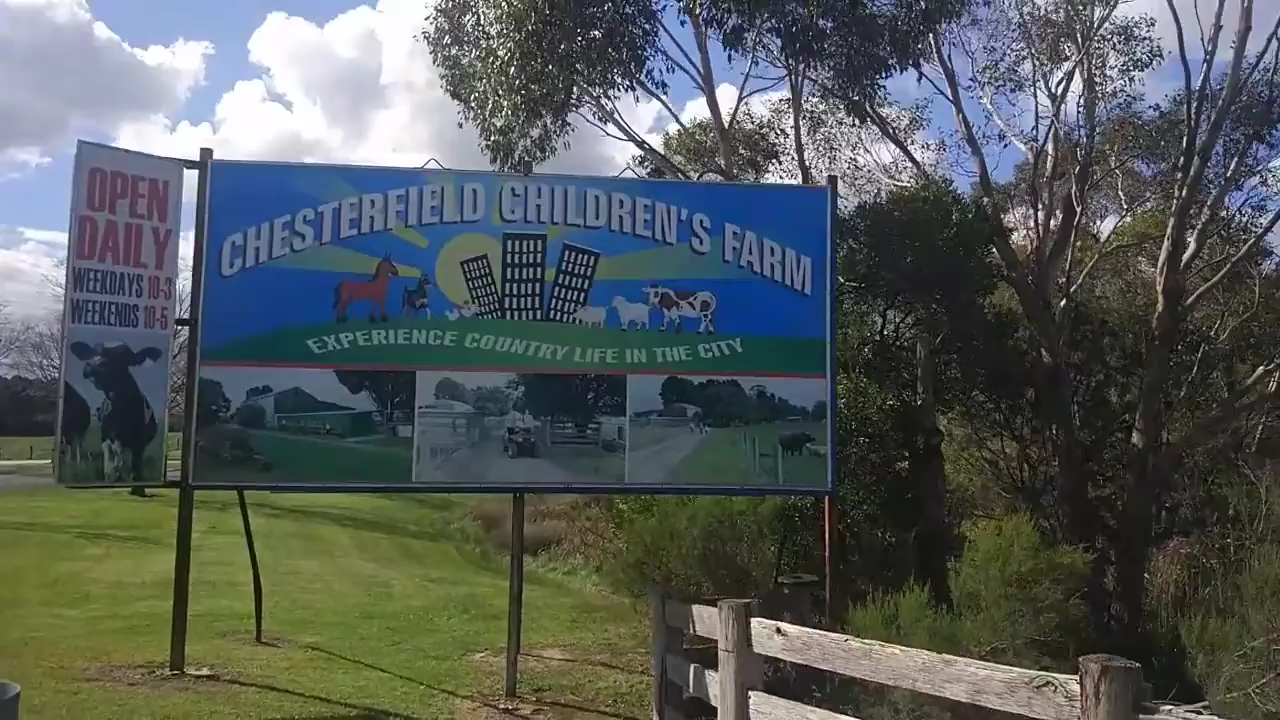 OPEN
DAILY
WEEKDAYS 10-3
WEEKENDS 10-5
CHESTERFIELD CHILDREN'S FARM
EXPERIENCE COUNTRY LIFE IN THE CITY